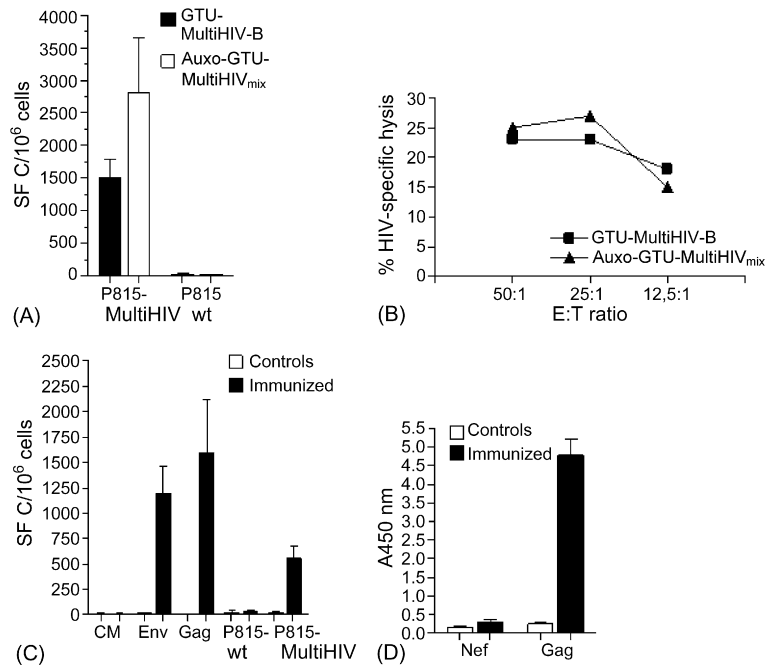 4000
3500
3000
2500
2000
1500
1000
500
0
SF C/10⁶ cells
GTU-
MultiHIV-B
Auxo-GTU-
MultiHIVmix
P815- P815
MultiHIV wt
(A)
30
25
20
15
10
5
0
% HIV-specific hysis
GTU-MultiHIV-B
Auxo-GTU-MultiHIVmix
50:1 25:1 12,5:1
E:T ratio
(B)
2500
2250
2000
1750
1500
1250
1000
750
500
250
0
SF C/10⁶ cells
Controls
Immunized
CM Env Gag P815- P815-
wt MultiHIV
(C)
5.5
5.0
4.5
4.0
3.5
3.0
2.5
2.0
1.5
1.0
0.5
0.0
A450 nm
Controls
Immunized
Nef Gag
(D)